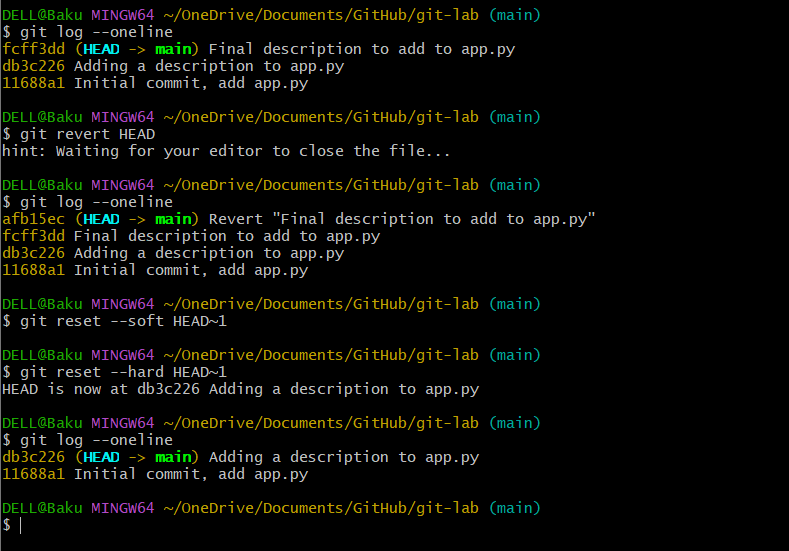 DELL@Baku MINGW64 ~/OneDrive/Documents/GitHub/git-lab (main)
$ git log --oneline
fcff3dd (HEAD -> main) Final description to add to app.py
db3c226 Adding a description to app.py
11688a1 Initial commit, add app.py
DELL@Baku MINGW64 ~/OneDrive/Documents/GitHub/git-lab (main)
$ git revert HEAD
hint: Waiting for your editor to close the file...
DELL@Baku MINGW64 ~/OneDrive/Documents/GitHub/git-lab (main)
$ git log --oneline
afb15ec (HEAD -> main) Revert "Final description to add to app.py"
fcff3dd Final description to add to app.py
db3c226 Adding a description to app.py
11688a1 Initial commit, add app.py
DELL@Baku MINGW64 ~/OneDrive/Documents/GitHub/git-lab (main)
$ git reset --soft HEAD~1
DELL@Baku MINGW64 ~/OneDrive/Documents/GitHub/git-lab (main)
$ git reset --hard HEAD~1
HEAD is now at db3c226 Adding a description to app.py
DELL@Baku MINGW64 ~/OneDrive/Documents/GitHub/git-lab (main)
$ git log --oneline
db3c226 (HEAD -> main) Adding a description to app.py
11688a1 Initial commit, add app.py
DELL@Baku MINGW64 ~/OneDrive/Documents/GitHub/git-lab (main)
$